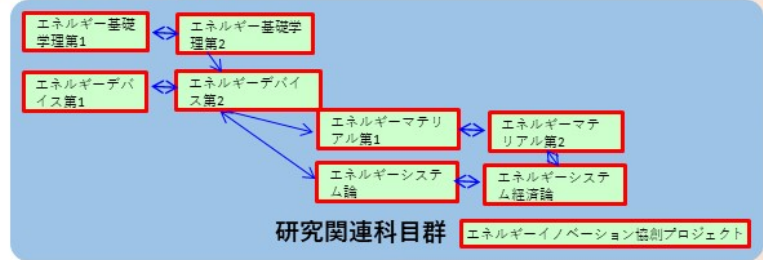 エネルギー基礎
学理第1
エネルギー基礎学
理第2
エネルギーデバ
イス第1
エネルギーデバイ
ス第2
エネルギーマテリ
アル第1
エネルギーマテ
リアル第2
エネルギーシステ
ム論
エネルギーシステ
ム経済論
研究関連科目群
エネルギーイノベーション協創プロジェクト